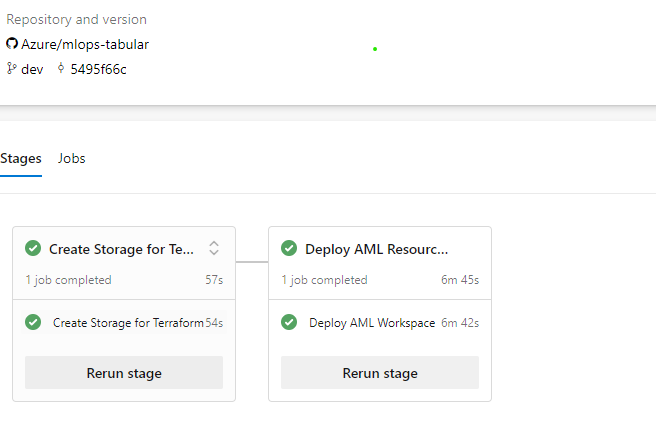 Repository and version
Azure/mlops-tabular
dev 5495f66c
Stages Jobs
Create Storage for Te...
1 job completed 57s
Create Storage for Terraform 54s
Rerun stage
Deploy AML Resourc...
1 job completed 6m 45s
Deploy AML Workspace 6m 42s
Rerun stage